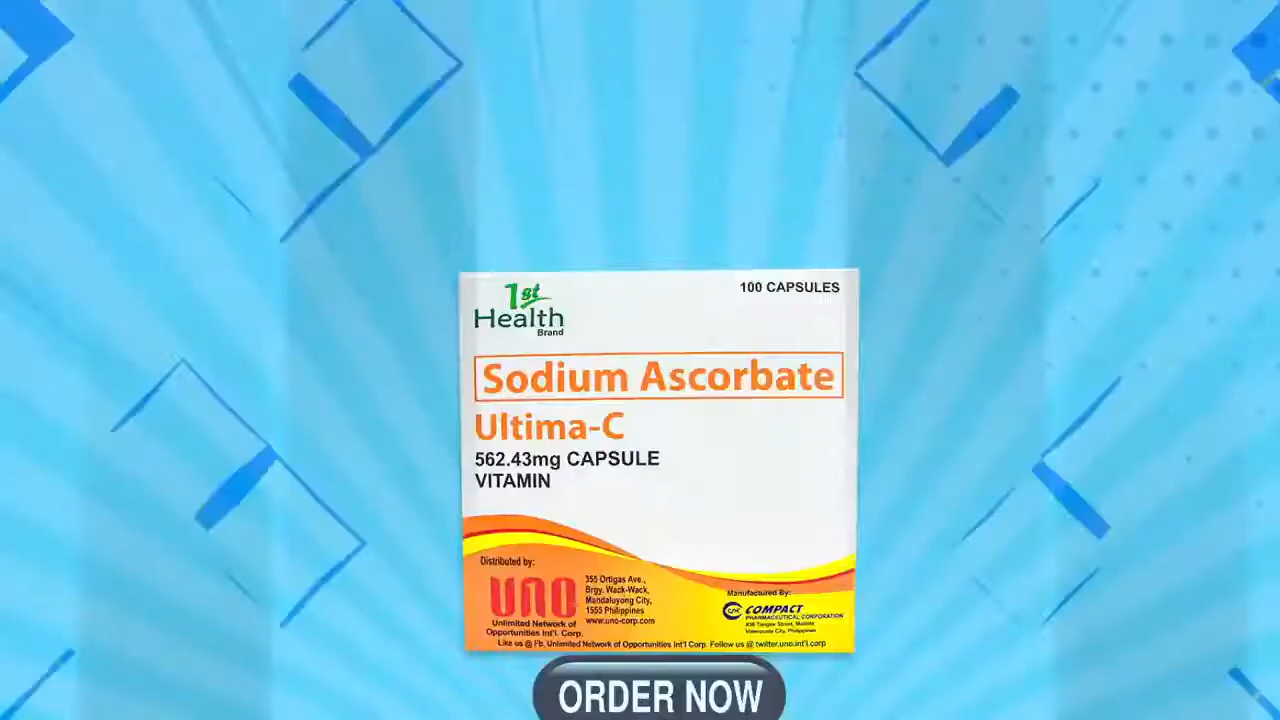 1st
Health
Brand
100 CAPSULES
Sodium Ascorbate
Ultima-C
562.43mg CAPSULE
VITAMIN
Distributed by:
UNO
Unlimited Network of
Opportunities Int'l. Corp.
355 Ortigas Ave.,
Brgy. Wack-Wack,
Mandaluyong City,
1555 Philippines
www.uno-corp.com
Manufactured By:
COMPACT
PHARMACEUTICAL CORPORATION
Valenzuela City, Philippines
Like us @ Fb, Unlimited Network of Opportunities Int'l Corp. Follow us @ twitter.uno.int'l.corp
ORDER NOW